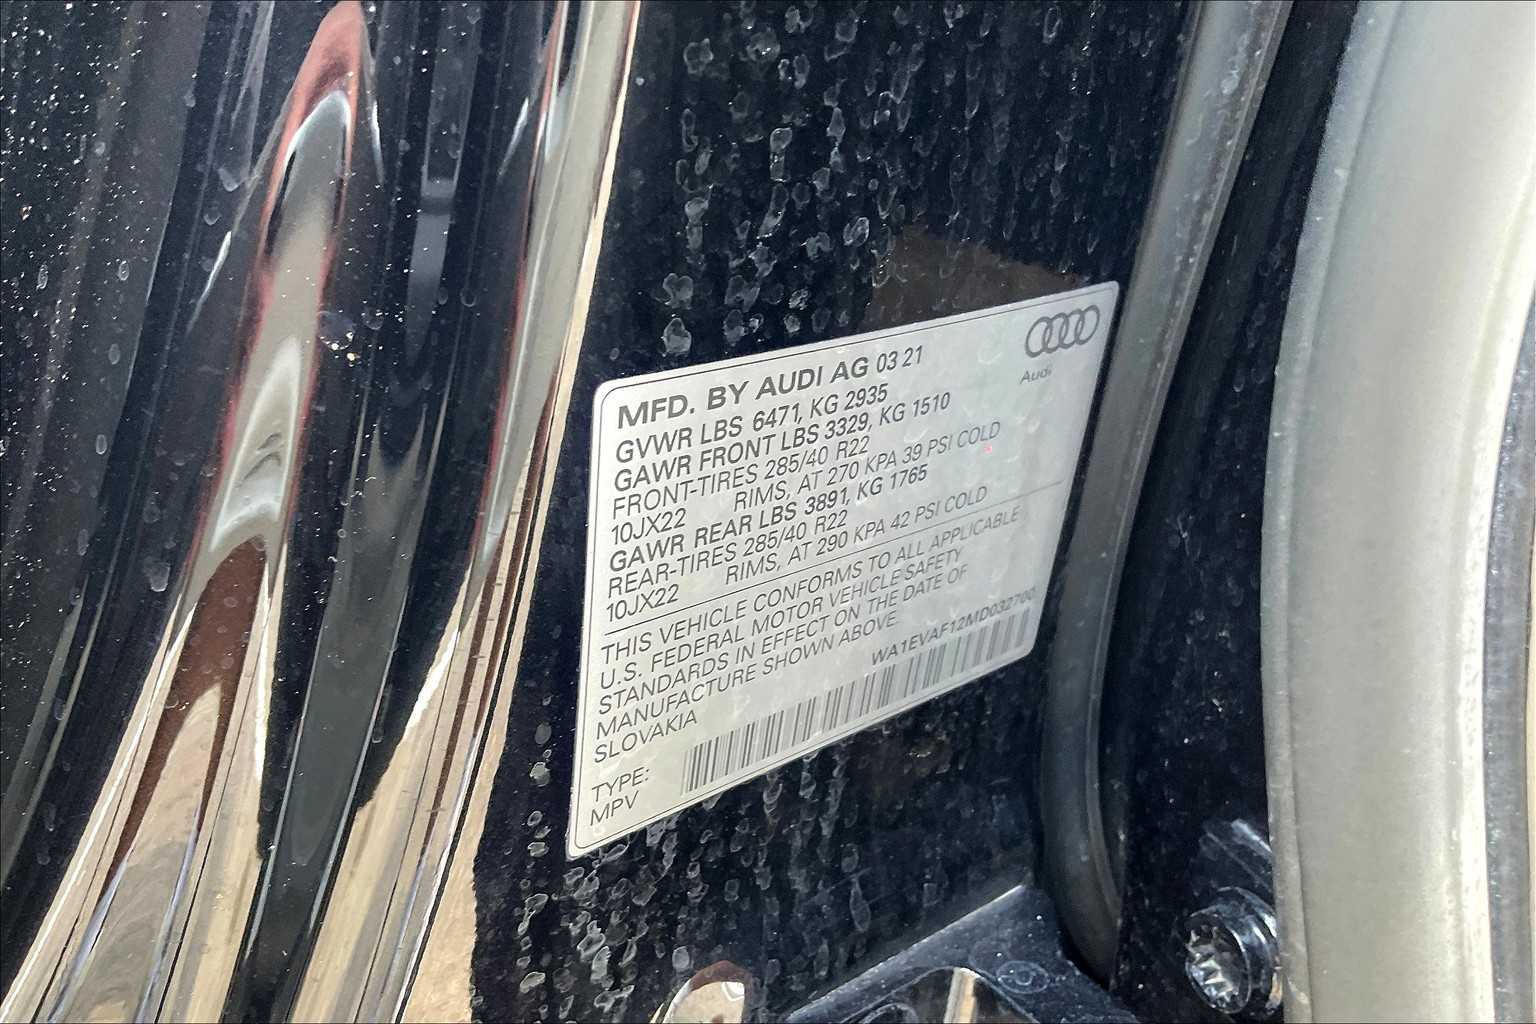 MFD. BY AUDI AG 03 21
Audi
GVWR LBS 6471, KG 2935
GAWR FRONT LBS 3329, KG 1510
FRONT-TIRES 285/40 R22
10JX22 RIMS, AT 270 KPA 39 PSI COLD
GAWR REAR LBS 3891, KG 1765
REAR-TIRES 285/40 R22
10JX22 RIMS, AT 290 KPA 42 PSI COLD
THIS VEHICLE CONFORMS TO ALL APPLICABLE
U.S. FEDERAL MOTOR VEHICLE SAFETY
STANDARDS IN EFFECT ON THE DATE OF
MANUFACTURE SHOWN ABOVE.
SLOVAKIA
WA1EVAF12MD032700
TYPE:
MPV